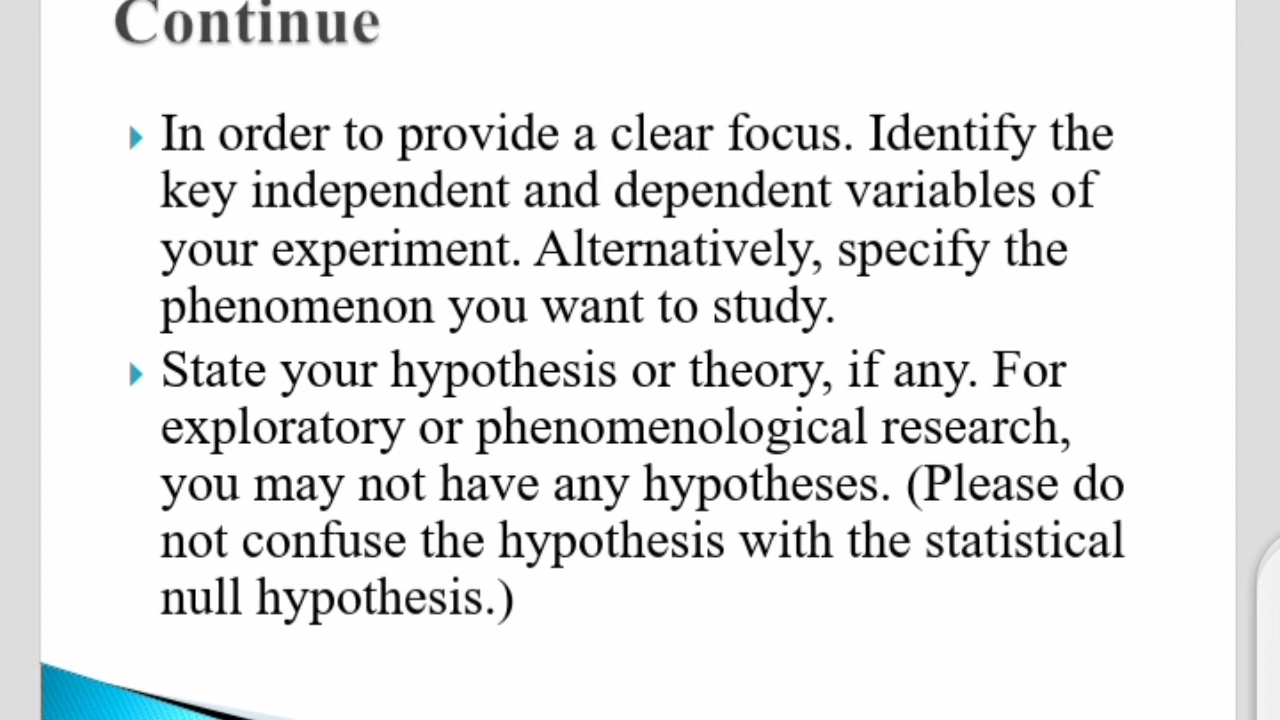 Continue
In order to provide a clear focus. Identify the
key independent and dependent variables of
your experiment. Alternatively, specify the
phenomenon you want to study.
State your hypothesis or theory, if any. For
exploratory or phenomenological research,
you may not have any hypotheses. (Please do
not confuse the hypothesis with the statistical
null hypothesis.)